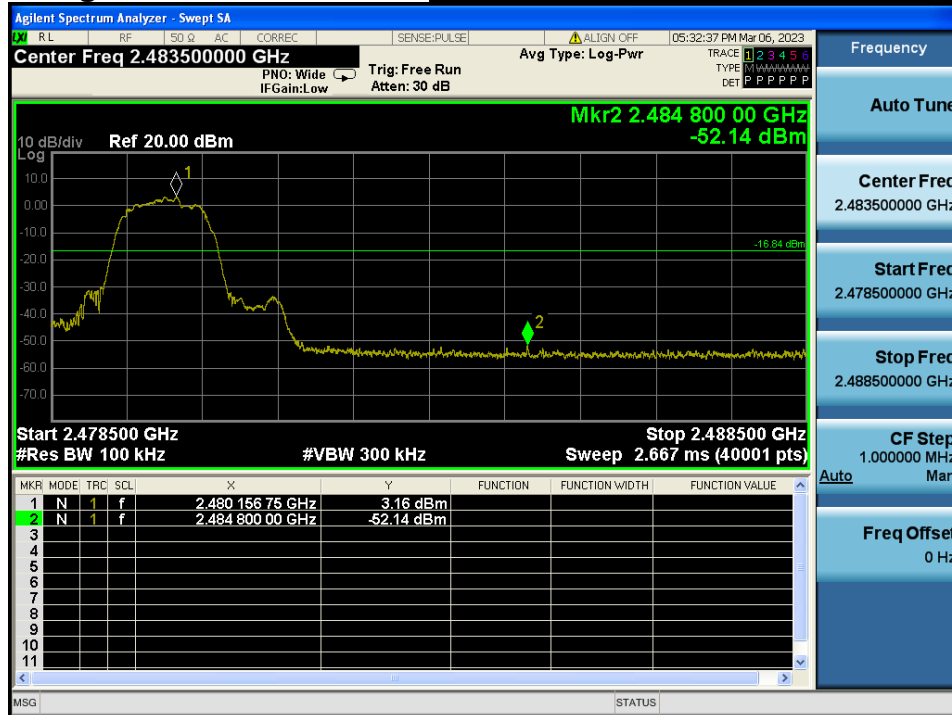 Agilent Spectrum Analyzer - Swept SA
LXI RL RF 50 Ω AC CORREC SENSE:PULSE ALIGN OFF 05:32:37 PM Mar 06, 2023
Center Freq 2.483500000 GHz
PNO: Wide
IFGain:Low
Trig: Free Run
Atten: 30 dB
Avg Type: Log-Pwr
TRACE 1 2 3 4 5 6
TYPE M W W W W W
DET P P P P P P
Mkr2 2.484 800 00 GHz
-52.14 dBm
10 dB/div Ref 20.00 dBm
Log
10.0
0.00
-10.0
-20.0
-30.0
-40.0
-50.0
-60.0
-70.0
1
-16.84 dBm
2
Start 2.478500 GHz Stop 2.488500 GHz
#Res BW 100 kHz #VBW 300 kHz Sweep 2.667 ms (40001 pts)
MKR MODE TRC SCL X Y FUNCTION FUNCTION WIDTH FUNCTION VALUE
1 N 1 f 2.480 156 75 GHz 3.16 dBm
2 N 1 f 2.484 800 00 GHz -52.14 dBm
3
4
5
6
7
8
9
10
11
MSG STATUS
Frequency
Auto Tune
Center Freq
2.483500000 GHz
Start Freq
2.478500000 GHz
Stop Freq
2.488500000 GHz
CF Step
1.000000 MHz
Auto Man
Freq Offset
0 Hz